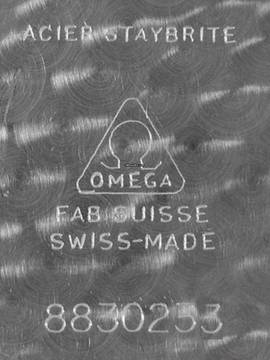 ACIER STAYBRITE
Ω
OMEGA
FAB. SUISSE
SWISS-MADE
8830253